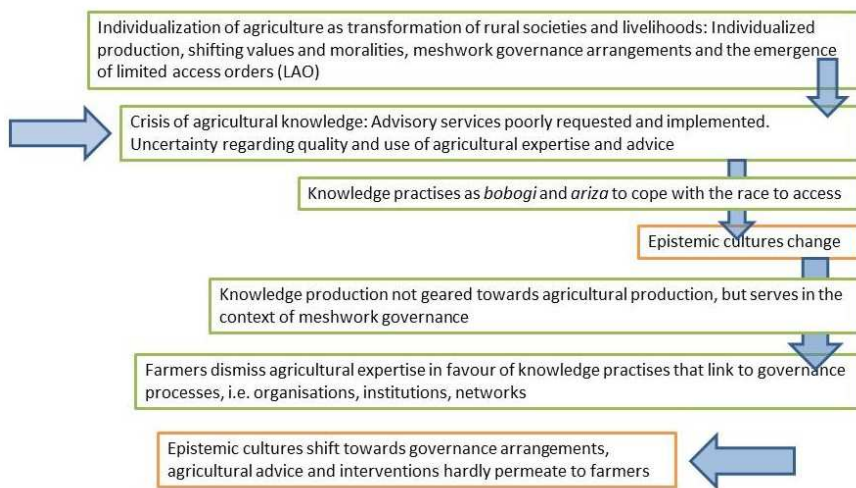 Individualization of agriculture as transformation of rural societies and livelihoods: Individualized
production, shifting values and moralities, meshwork governance arrangements and the emergence
of limited access orders (LAO)
Crisis of agricultural knowledge: Advisory services poorly requested and implemented.
Uncertainty regarding quality and use of agricultural expertise and advice
Knowledge practises as bobogi and ariza to cope with the race to access
Epistemic cultures change
Knowledge production not geared towards agricultural production, but serves in the
context of meshwork governance
Farmers dismiss agricultural expertise in favour of knowledge practises that link to governance
processes, i.e. organisations, institutions, networks
Epistemic cultures shift towards governance arrangements,
agricultural advice and interventions hardly permeate to farmers